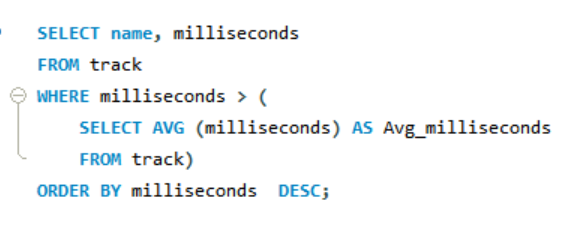 SELECT name, milliseconds
FROM track
WHERE milliseconds > (
SELECT AVG (milliseconds) AS Avg_milliseconds
FROM track)
ORDER BY milliseconds  DESC;